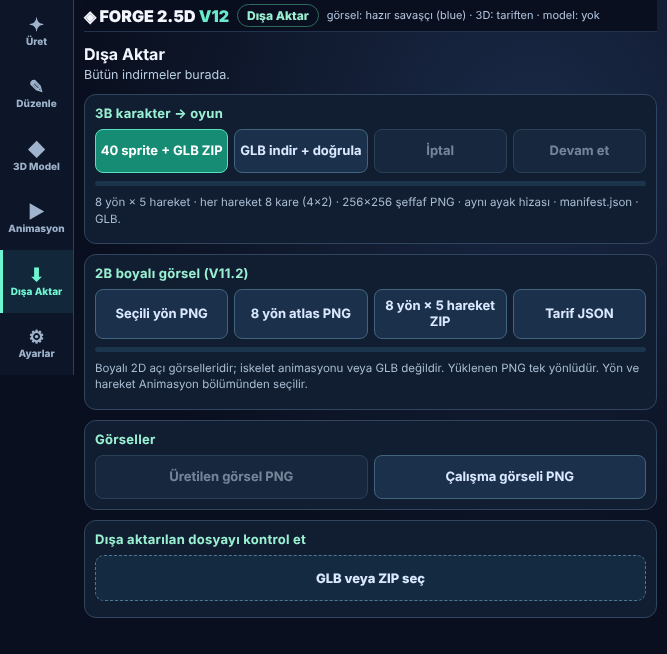 ◈ FORGE 2.5D V12 Dışa Aktar görsel: hazır savaşçı (blue) · 3D: tariften · model: yok
Üret
Düzenle
3D Model
Animasyon
Dışa Aktar
Ayarlar
Dışa Aktar
Bütün indirmeler burada.
3B karakter → oyun
40 sprite + GLB ZIP
GLB indir + doğrula
İptal
Devam et
8 yön × 5 hareket · her hareket 8 kare (4×2) · 256×256 şeffaf PNG · aynı ayak hizası · manifest.json ·
GLB.
2B boyalı görsel (V11.2)
Seçili yön PNG
8 yön atlas PNG
8 yön × 5 hareket
ZIP
Tarif JSON
Boyalı 2D açı görselleridir; iskelet animasyonu veya GLB değildir. Yüklenen PNG tek yönlüdür. Yön ve
hareket Animasyon bölümünden seçilir.
Görseller
Üretilen görsel PNG
Çalışma görseli PNG
Dışa aktarılan dosyayı kontrol et
GLB veya ZIP seç